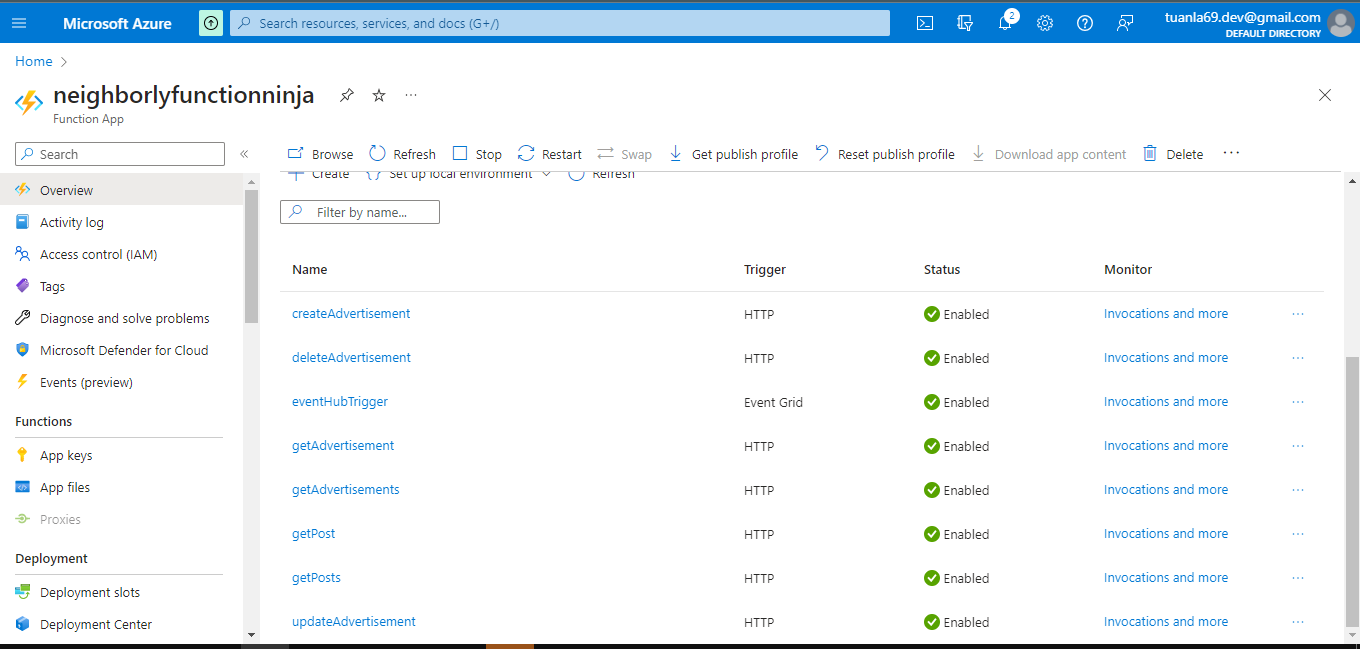 Microsoft Azure
Search resources, services, and docs (G+/)
2
tuanla69.dev@gmail.com
DEFAULT DIRECTORY
Home
neighborlyfunctionninja
Function App
Search
Browse Refresh Stop Restart Swap Get publish profile Reset publish profile Download app content Delete
Create Set up local environment Refresh
Filter by name...
Overview
Activity log
Access control (IAM)
Tags
Diagnose and solve problems
Microsoft Defender for Cloud
Events (preview)
Functions
App keys
App files
Proxies
Deployment
Deployment slots
Deployment Center
Name Trigger Status Monitor
createAdvertisement HTTP Enabled Invocations and more
deleteAdvertisement HTTP Enabled Invocations and more
eventHubTrigger Event Grid Enabled Invocations and more
getAdvertisement HTTP Enabled Invocations and more
getAdvertisements HTTP Enabled Invocations and more
getPost HTTP Enabled Invocations and more
getPosts HTTP Enabled Invocations and more
updateAdvertisement HTTP Enabled Invocations and more